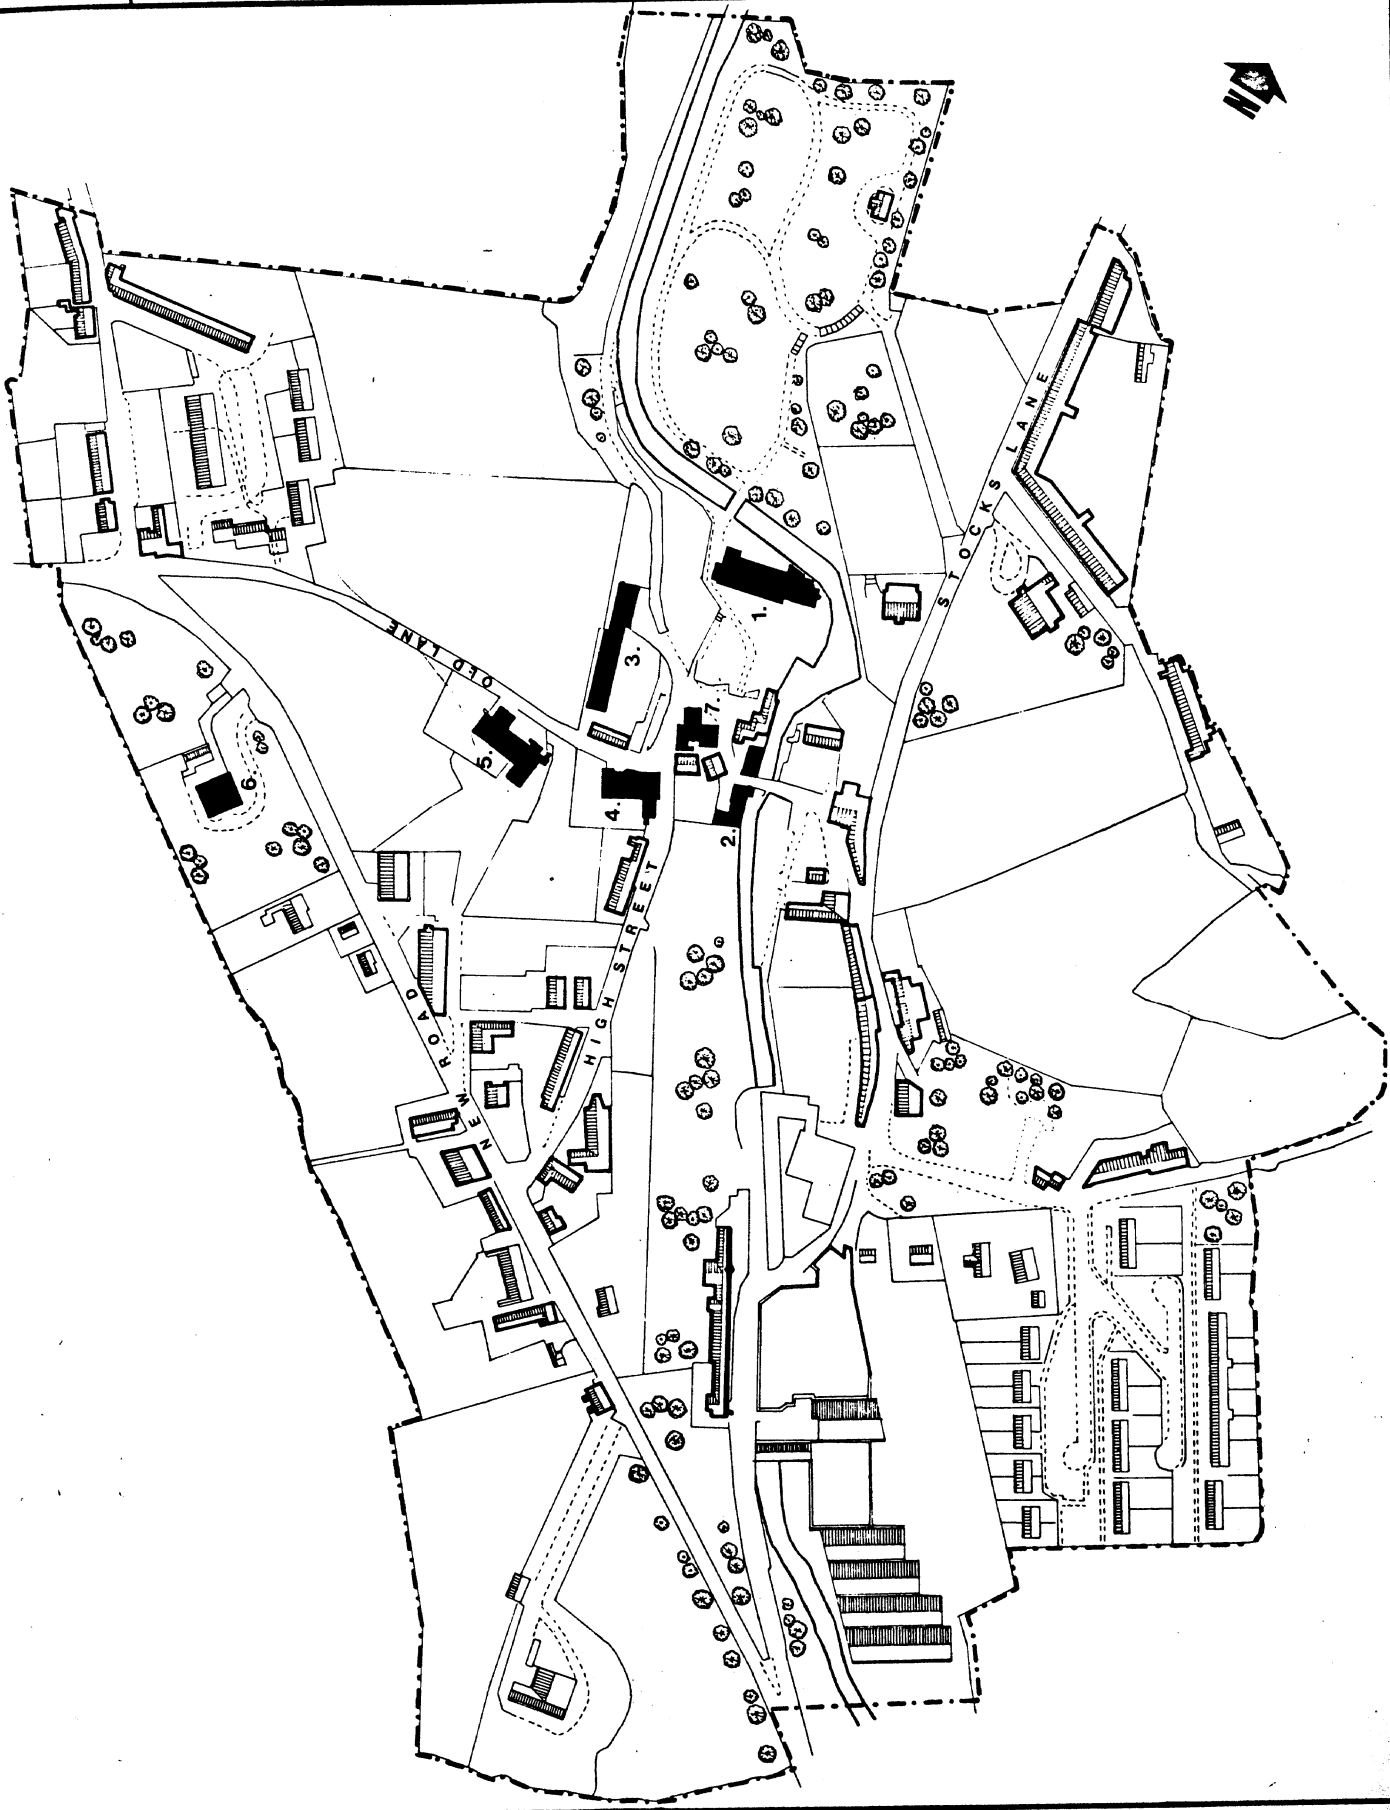 N
OLD LANE
STOCKS LANE
HIGH STREET
NEW ROAD
1.
2.
3.
4.
5.
6.
7.